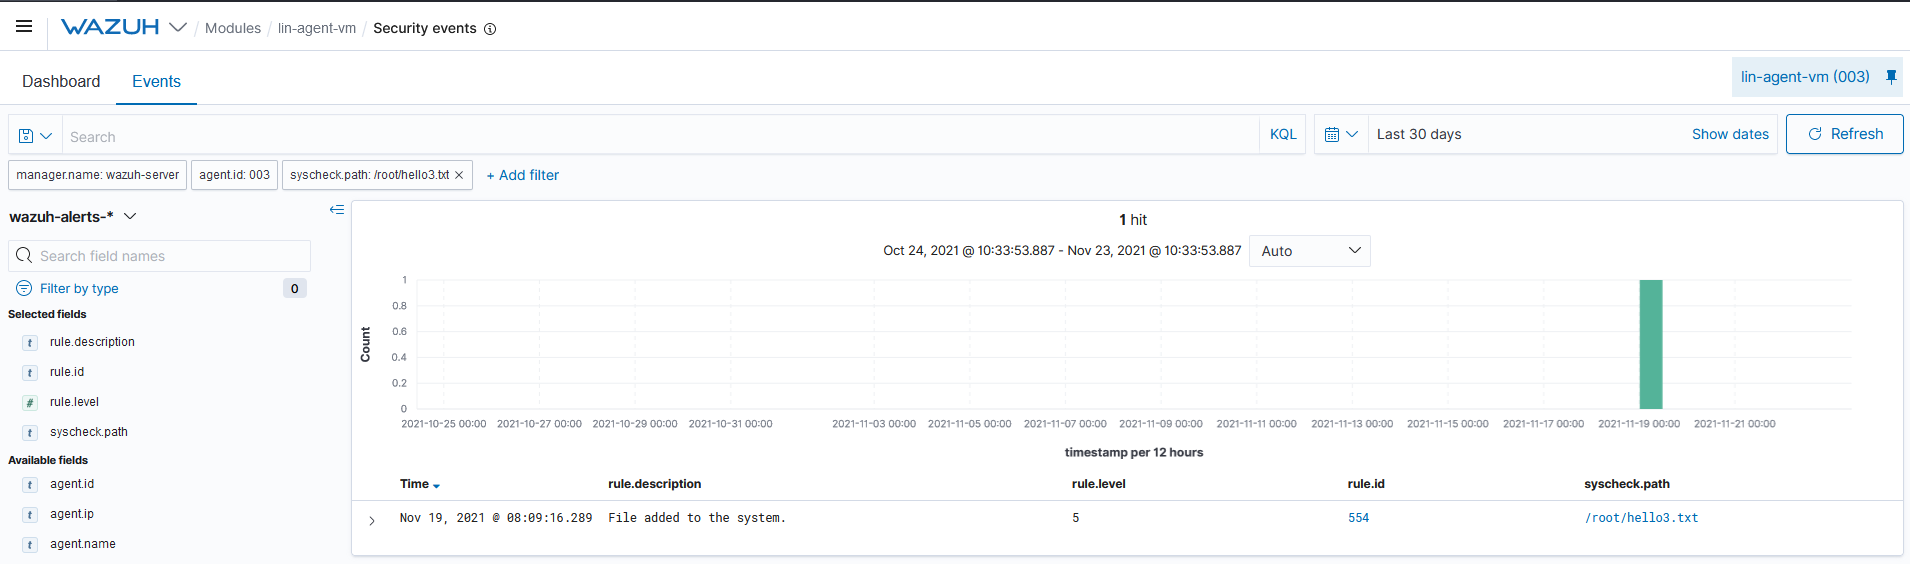 WAZUH / Modules / lin-agent-vm / Security events
Dashboard Events
lin-agent-vm (003)
Search KQL Last 30 days Show dates Refresh
manager.name: wazuh-server agent.id: 003 syscheck.path: /root/hello3.txt × + Add filter
wazuh-alerts-*
Search field names
Filter by type 0
Selected fields
t rule.description
t rule.id
# rule.level
t syscheck.path
Available fields
t agent.id
t agent.ip
t agent.name
1 hit
Oct 24, 2021 @ 10:33:53.887 - Nov 23, 2021 @ 10:33:53.887 Auto
Count
1
0.8
0.6
0.4
0.2
0
2021-10-25 00:00 2021-10-27 00:00 2021-10-29 00:00 2021-10-31 00:00 2021-11-03 00:00 2021-11-05 00:00 2021-11-07 00:00 2021-11-09 00:00 2021-11-11 00:00 2021-11-13 00:00 2021-11-15 00:00 2021-11-17 00:00 2021-11-19 00:00 2021-11-21 00:00
timestamp per 12 hours
Time rule.description rule.level rule.id syscheck.path
Nov 19, 2021 @ 08:09:16.289 File added to the system. 5 554 /root/hello3.txt